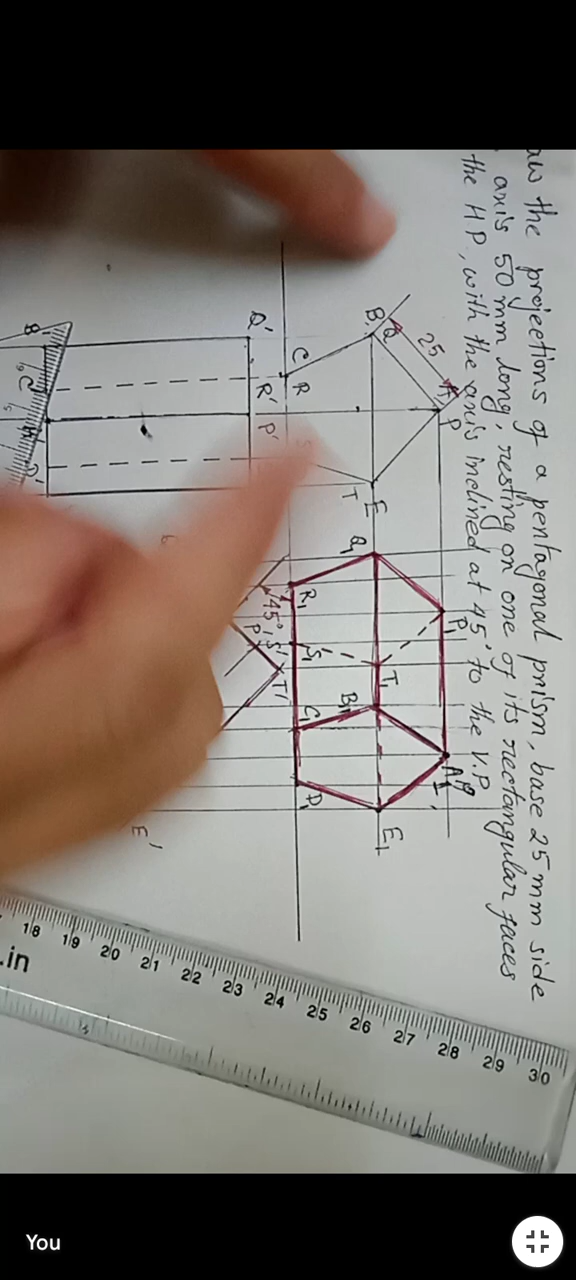 the projections of a pentagonal prism, base 25 mm side
axis 50 mm long, resting on one of its rectangular faces
the HP, with the axis inclined at 45° to the V.P
25
B, Q
A, P
C
R
T
E
Q'
R'
P'
Q₁
P₁
R₁
S₁
T₁
B₁
A₁
C₁
D₁
E₁
45°
P'
S'
T'
E'
B'
18 19 20 21 22 23 24 25 26 27 28 29 30
.in
You